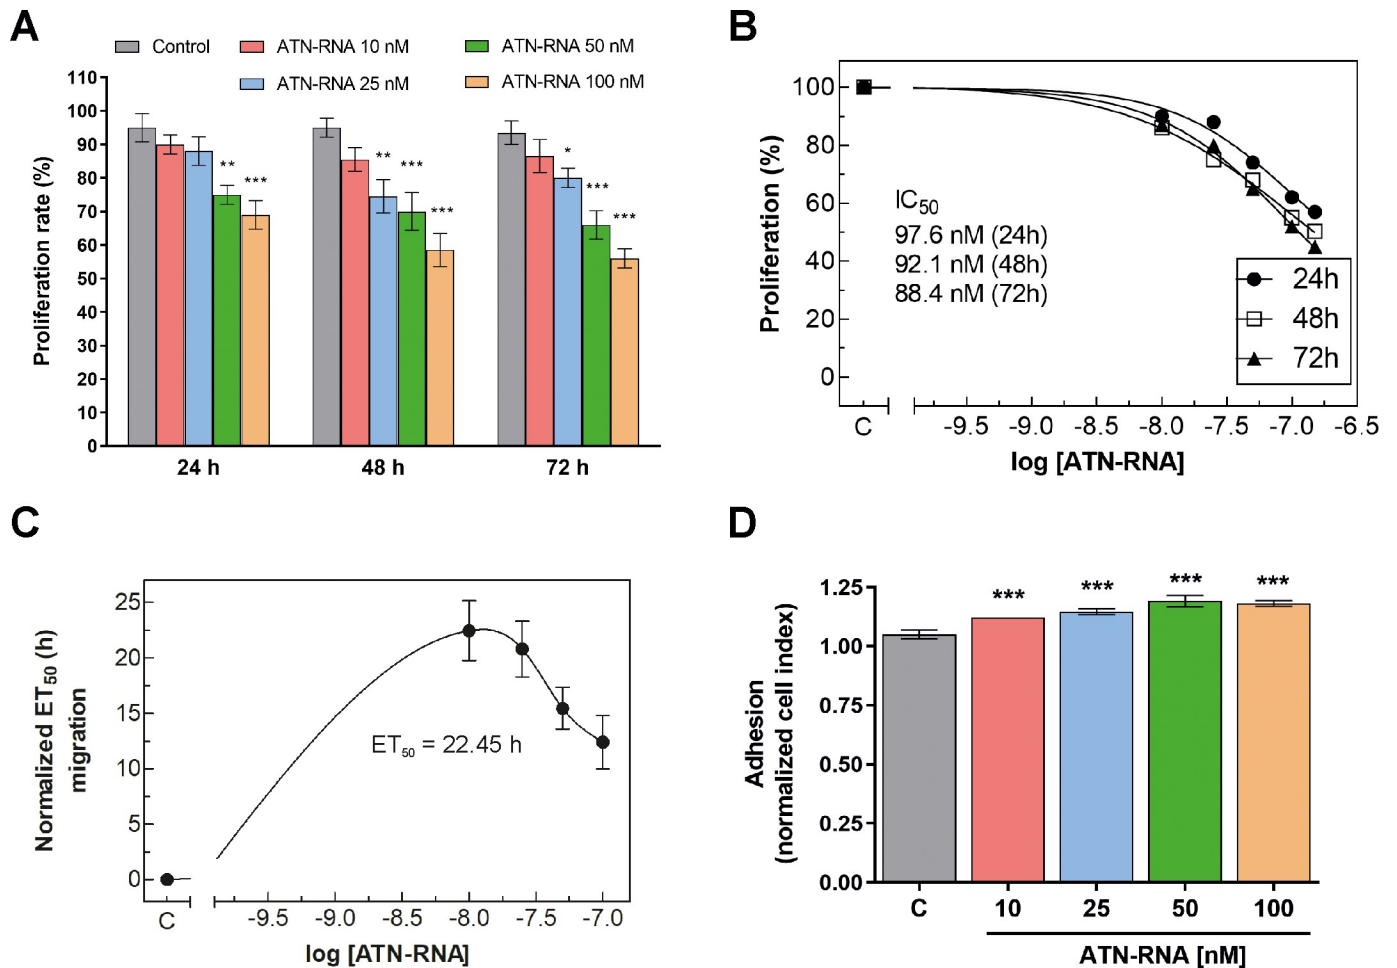 A
Control
ATN-RNA 10 nM
ATN-RNA 50 nM
ATN-RNA 25 nM
ATN-RNA 100 nM
Proliferation rate (%)
110
100
90
80
70
60
50
40
30
20
10
0
** ***
** *** ***
* *** ***
24 h 48 h 72 h
B
Proliferation (%)
100
80
60
40
20
0
IC50
97.6 nM (24h)
92.1 nM (48h)
88.4 nM (72h)
24h
48h
72h
C -9.5 -9.0 -8.5 -8.0 -7.5 -7.0 -6.5
log [ATN-RNA]
C
Normalized ET50 (h)
migration
25
20
15
10
5
0
ET50 = 22.45 h
C -9.5 -9.0 -8.5 -8.0 -7.5 -7.0
log [ATN-RNA]
D
Adhesion
(normalized cell index)
1.25
1.00
0.75
0.50
0.25
0.00
*** *** *** ***
C 10 25 50 100
ATN-RNA [nM]